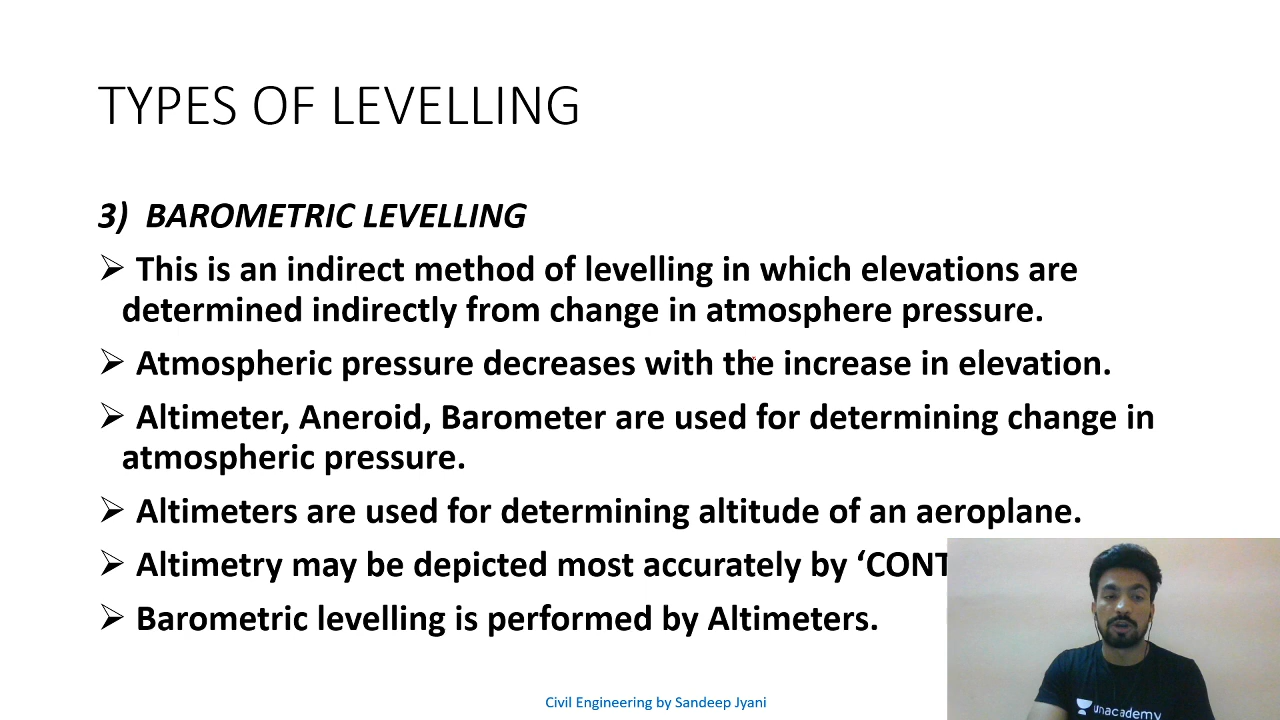 TYPES OF LEVELLING
3) BAROMETRIC LEVELLING
➢ This is an indirect method of levelling in which elevations are
determined indirectly from change in atmosphere pressure.
➢ Atmospheric pressure decreases with the increase in elevation.
➢ Altimeter, Aneroid, Barometer are used for determining change in
atmospheric pressure.
➢ Altimeters are used for determining altitude of an aeroplane.
➢ Altimetry may be depicted most accurately by ‘CONT
➢ Barometric levelling is performed by Altimeters.
Civil Engineering by Sandeep Jyani
unacademy